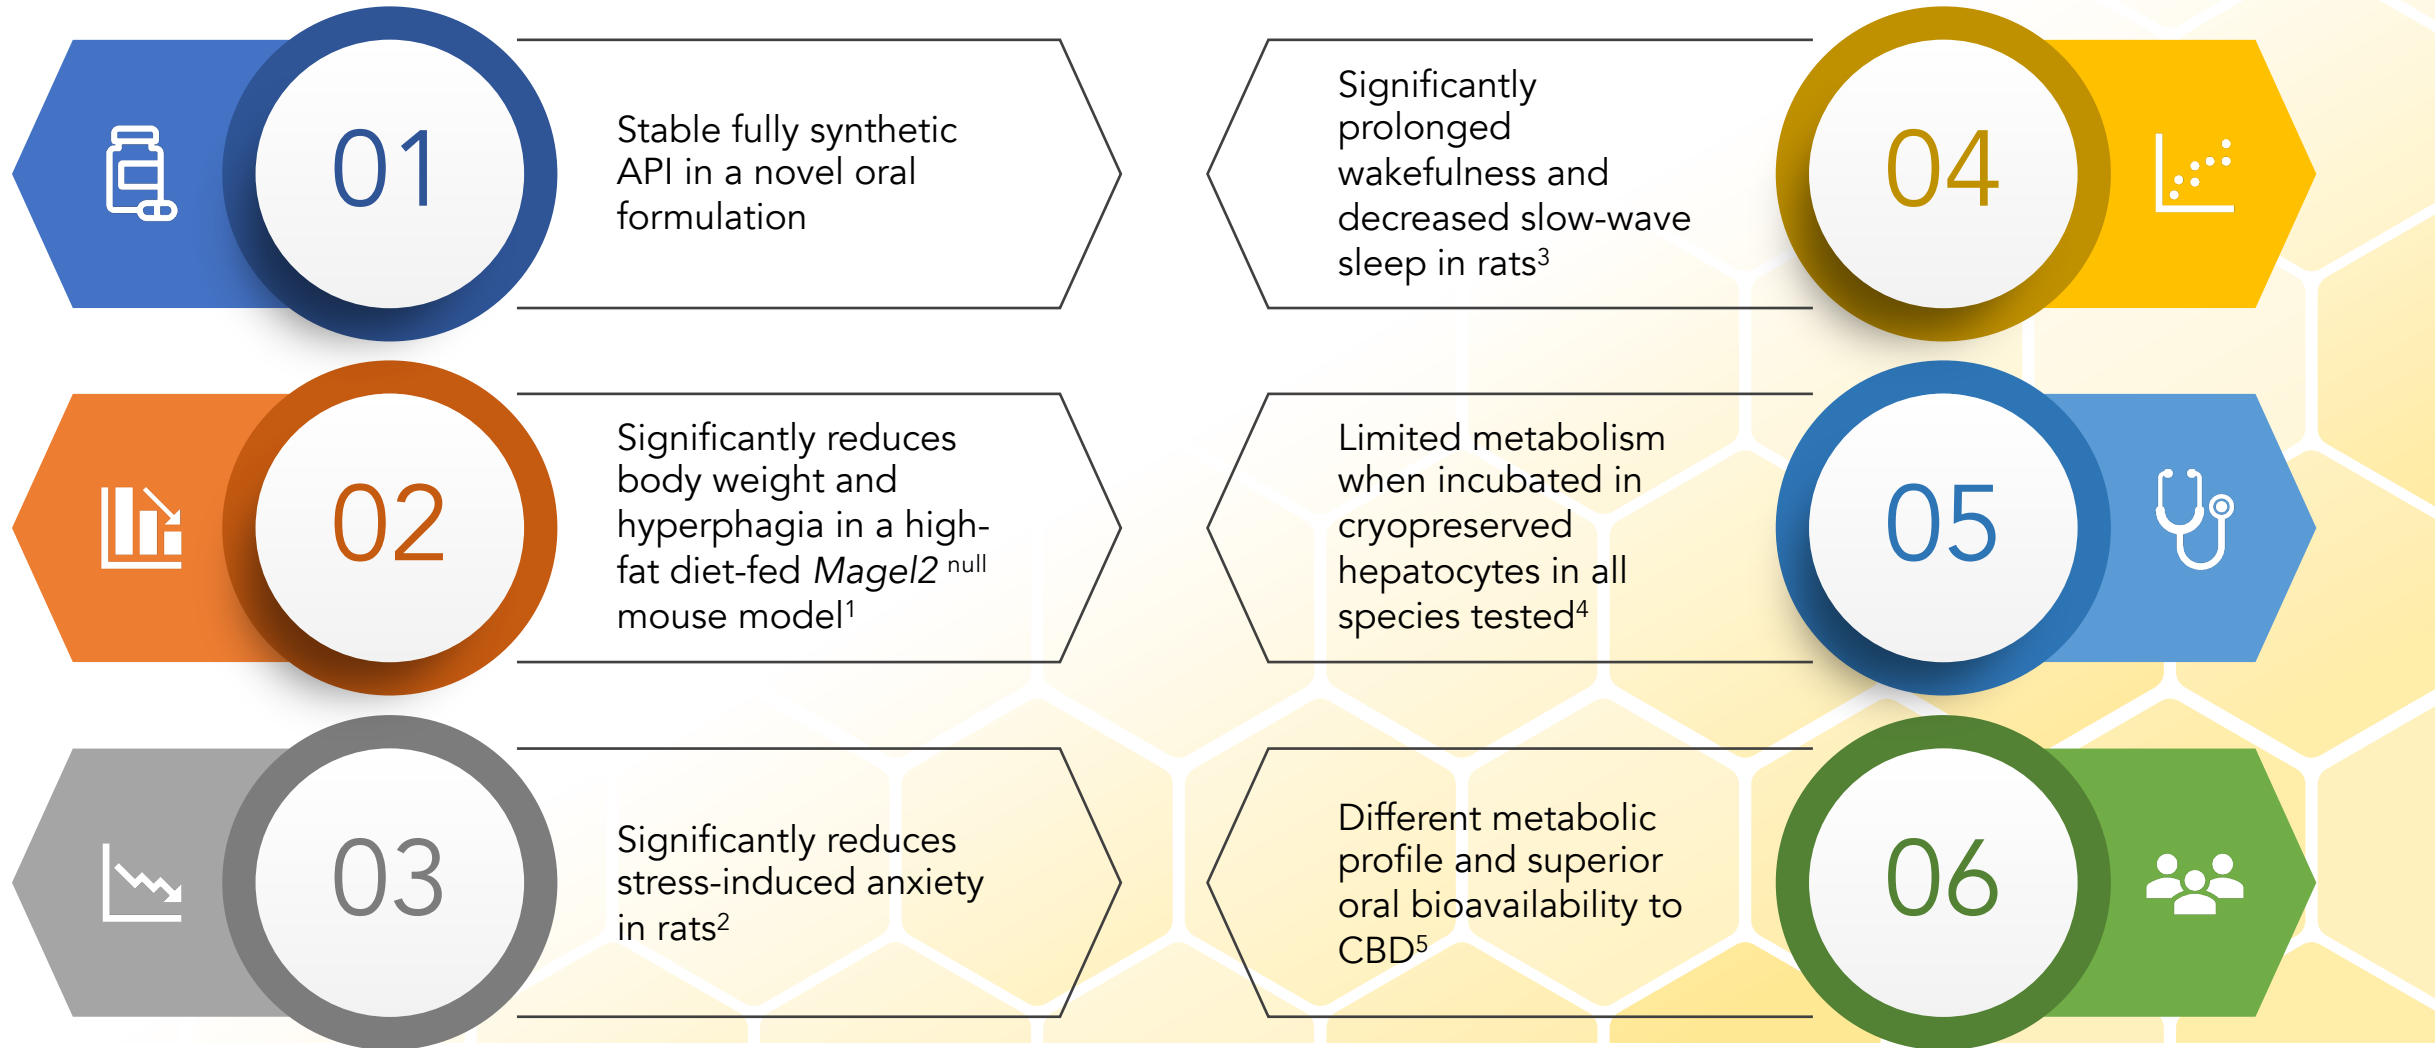 01
Stable fully synthetic
API in a novel oral
formulation
02
Significantly reduces
body weight and
hyperphagia in a high-
fat diet-fed Magel2 null
mouse model1
03
Significantly reduces
stress-induced anxiety
in rats2
Significantly
prolonged
wakefulness and
decreased slow-wave
sleep in rats3
04
Limited metabolism
when incubated in
cryopreserved
hepatocytes in all
species tested4
05
Different metabolic
profile and superior
oral bioavailability to
CBD5
06